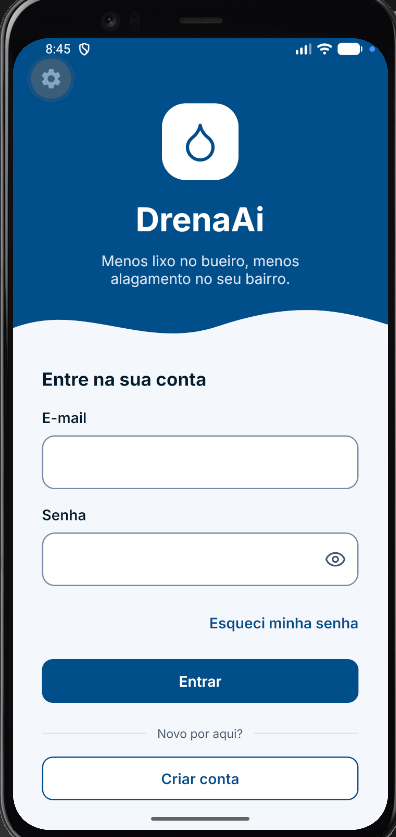 8:45
DrenaAi
Menos lixo no bueiro, menos
alagamento no seu bairro.
Entre na sua conta
E-mail
Senha
Esqueci minha senha
Entrar
Novo por aqui?
Criar conta